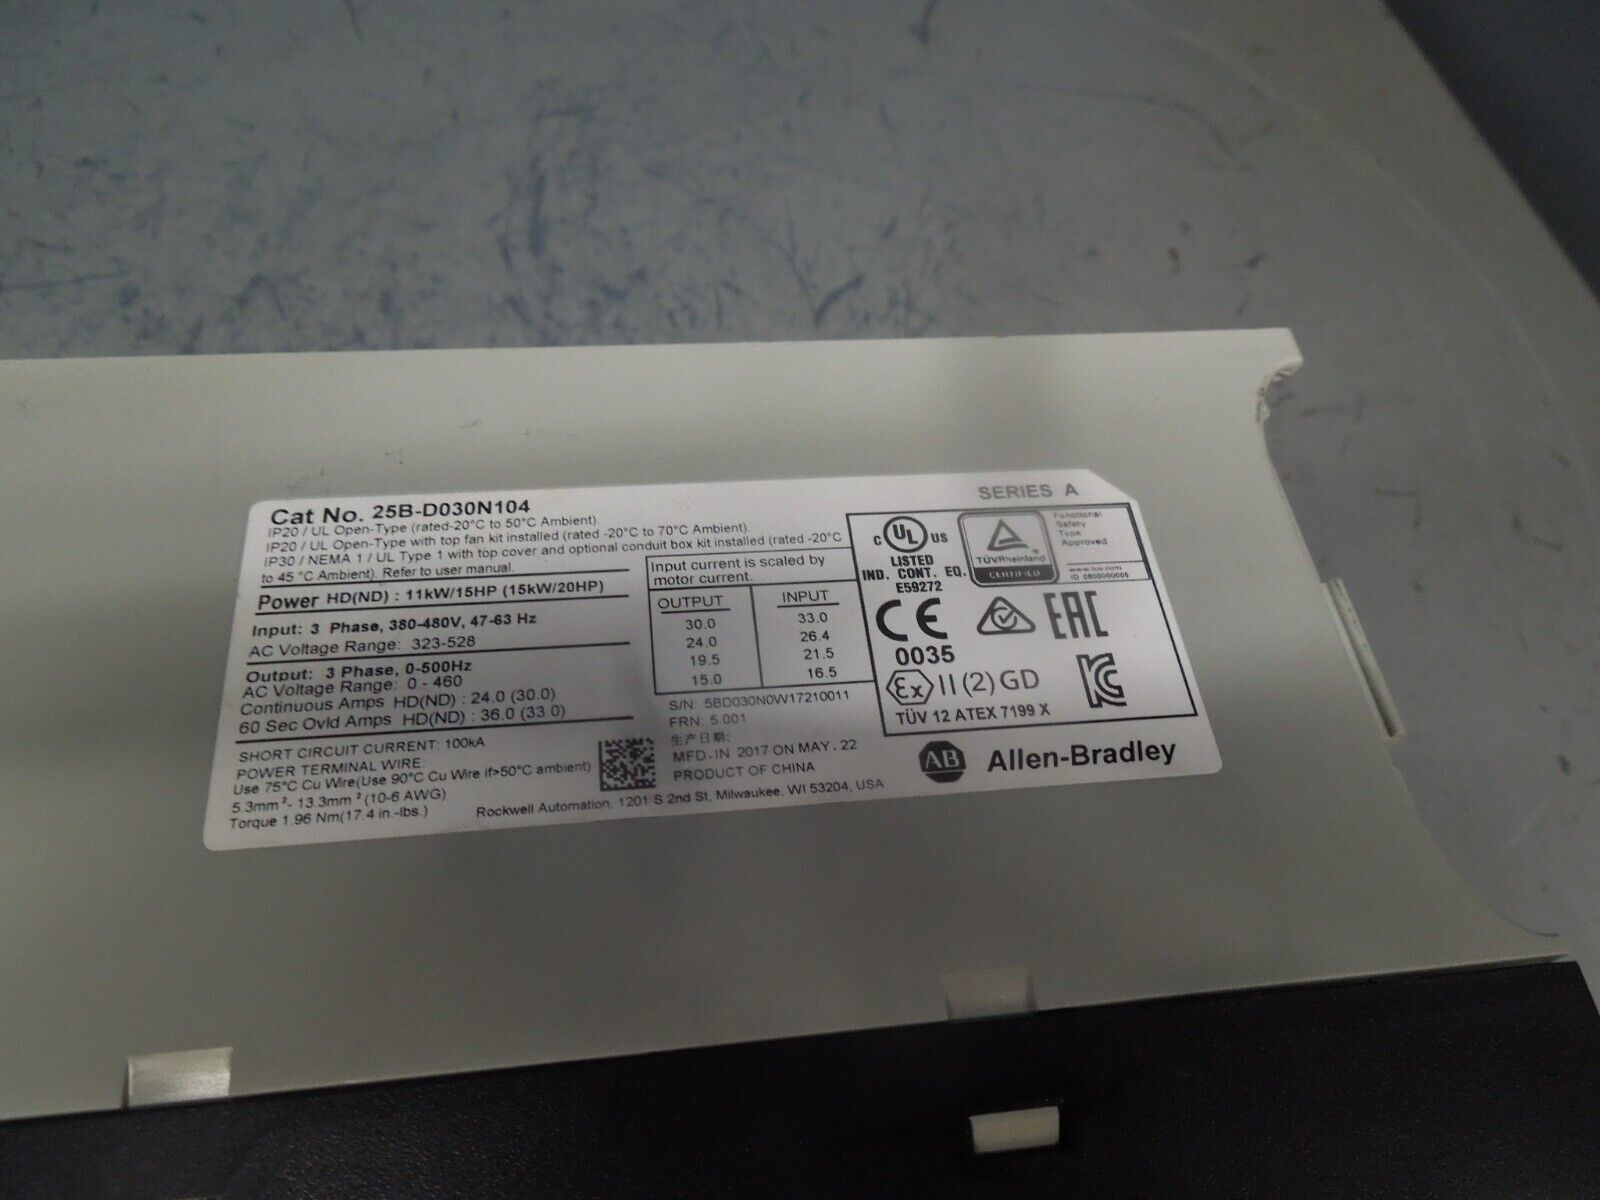 SERIES A
Cat No. 25B-D030N104
IP20 / UL Open-Type (rated-20°C to 50°C Ambient).
IP20 / UL Open-Type with top fan kit installed (rated -20°C to 70°C Ambient).
IP30 / NEMA 1 / UL Type 1 with top cover and optional conduit box kit installed (rated -20°C
to 45 °C Ambient). Refer to user manual.
Power HD(ND) : 11kW/15HP (15kW/20HP)
Input: 3 Phase, 380-480V, 47-63 Hz
AC Voltage Range: 323-528
Output: 3 Phase, 0-500Hz
AC Voltage Range: 0 - 460
Continuous Amps HD(ND) : 24.0 (30.0)
60 Sec Ovld Amps HD(ND) : 36.0 (33.0)
SHORT CIRCUIT CURRENT: 100kA
POWER TERMINAL WIRE:
Use 75°C Cu Wire(Use 90°C Cu Wire if>50°C ambient)
5.3mm²- 13.3mm² (10-6 AWG)
Torque 1.96 Nm(17.4 in.-lbs.)
Input current is scaled by
motor current.
OUTPUT INPUT
30.0 33.0
24.0 26.4
19.5 21.5
15.0 16.5
S/N: 5BD030N0W17210011
FRN: 5.001
生产日期:
MFD. IN 2017 ON MAY. 22
PRODUCT OF CHINA
Rockwell Automation, 1201 S 2nd St, Milwaukee, WI 53204, USA
C UL US
LISTED
IND. CONT. EQ.
E59272
TÜVRheinland
CERTIFIED
Functional
Safety
Type
Approved
www.tuv.com
ID 0600000000
CE
0035
EAC
Ex II (2) GD
TÜV 12 ATEX 7199 X
AB Allen-Bradley